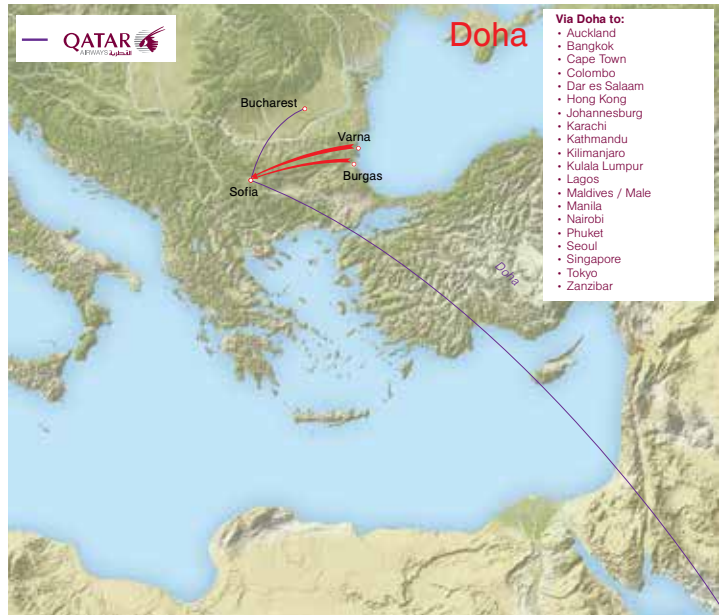 QATAR
AIRWAYS القطرية
Doha
Via Doha to:
• Auckland
• Bangkok
• Cape Town
• Colombo
• Dar es Salaam
• Hong Kong
• Johannesburg
• Karachi
• Kathmandu
• Kilimanjaro
• Kulala Lumpur
• Lagos
• Maldives / Male
• Manila
• Nairobi
• Phuket
• Seoul
• Singapore
• Tokyo
• Zanzibar
Bucharest
Varna
Burgas
Sofia
Doha